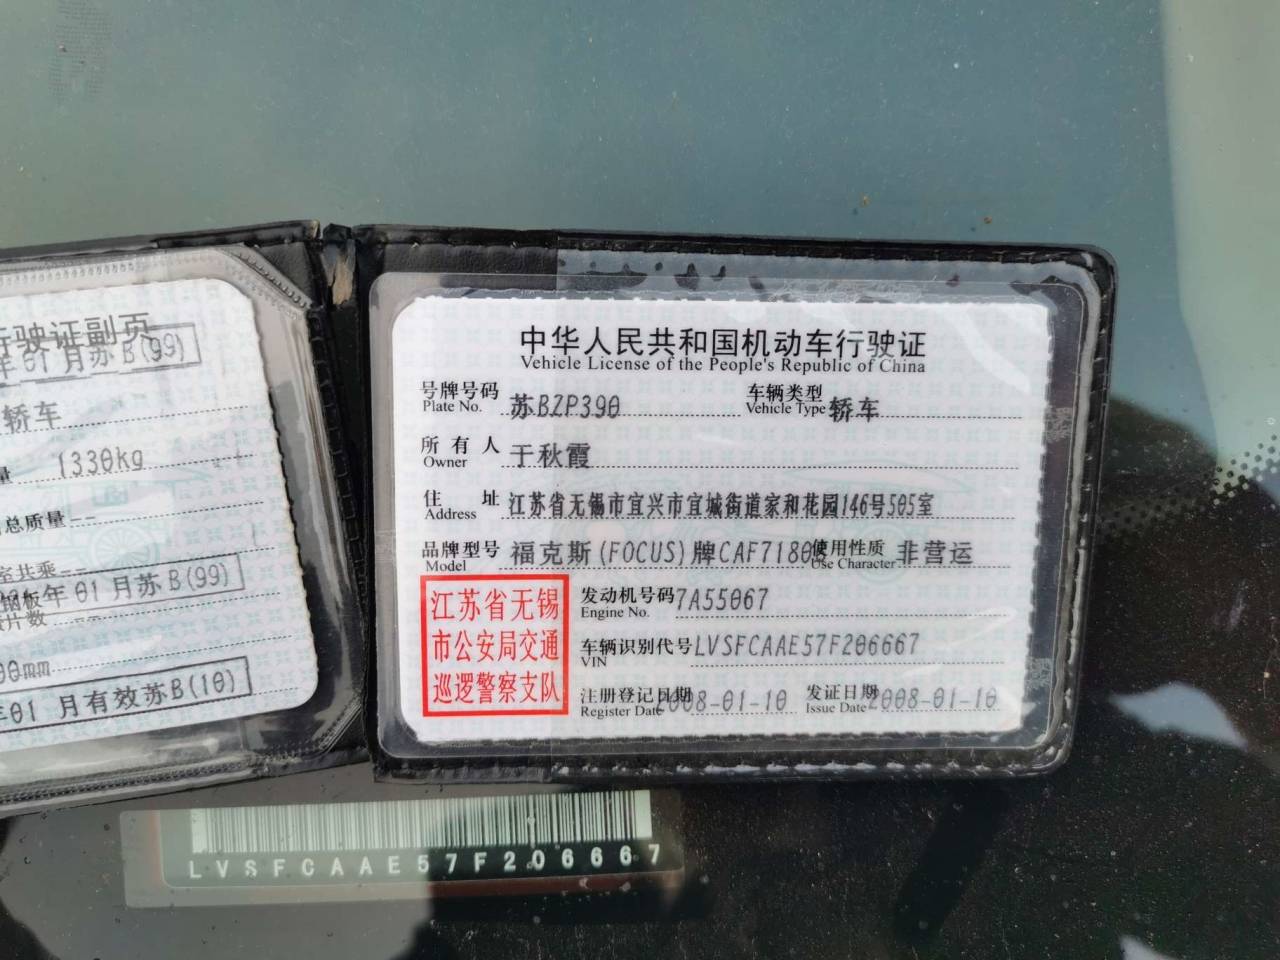 行驶证副页
年01月苏B(99)
轿车
量 1330kg
总质量--
室共乘--
钢板 年01月苏B(99)
片数 --
00mm
年01 月有效苏B(10)
中华人民共和国机动车行驶证
Vehicle License of the People's Republic of China
号牌号码 苏BZP390 车辆类型 轿车
Plate No. Vehicle Type
所有人 于秋霞
Owner
住址 江苏省无锡市宜兴市宜城街道家和花园146号505室
Address
品牌型号 福克斯(FOCUS)牌CAF7180 使用性质 非营运
Model Use Character
江苏省无锡
市公安局交通
巡逻警察支队
发动机号码 7A55067
Engine No.
车辆识别代号 LVSFCAAE57F206667
VIN
注册登记日期 2008-01-10 发证日期 2008-01-10
Register Date Issue Date
LVSFCAAE57F206667